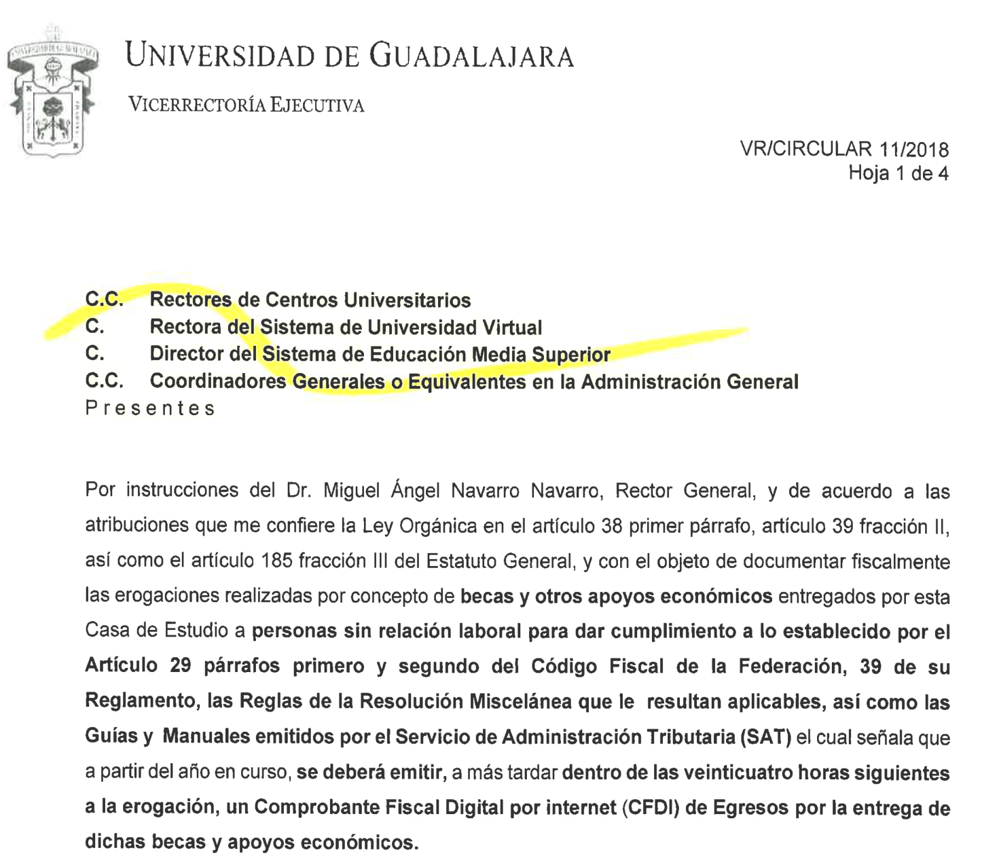 UNIVERSIDAD DE GUADALAJARA
VICERRECTORÍA EJECUTIVA
VR/CIRCULAR 11/2018
Hoja 1 de 4
C.C. Rectores de Centros Universitarios
C. Rectora del Sistema de Universidad Virtual
C. Director del Sistema de Educación Media Superior
C.C. Coordinadores Generales o Equivalentes en la Administración General
P r e s e n t e s
Por instrucciones del Dr. Miguel Ángel Navarro Navarro, Rector General, y de acuerdo a las
atribuciones que me confiere la Ley Orgánica en el artículo 38 primer párrafo, artículo 39 fracción II,
así como el artículo 185 fracción III del Estatuto General, y con el objeto de documentar fiscalmente
las erogaciones realizadas por concepto de becas y otros apoyos económicos entregados por esta
Casa de Estudio a personas sin relación laboral para dar cumplimiento a lo establecido por el
Artículo 29 párrafos primero y segundo del Código Fiscal de la Federación, 39 de su
Reglamento, las Reglas de la Resolución Miscelánea que le resultan aplicables, así como las
Guías y Manuales emitidos por el Servicio de Administración Tributaria (SAT) el cual señala que
a partir del año en curso, se deberá emitir, a más tardar dentro de las veinticuatro horas siguientes
a la erogación, un Comprobante Fiscal Digital por internet (CFDI) de Egresos por la entrega de
dichas becas y apoyos económicos.